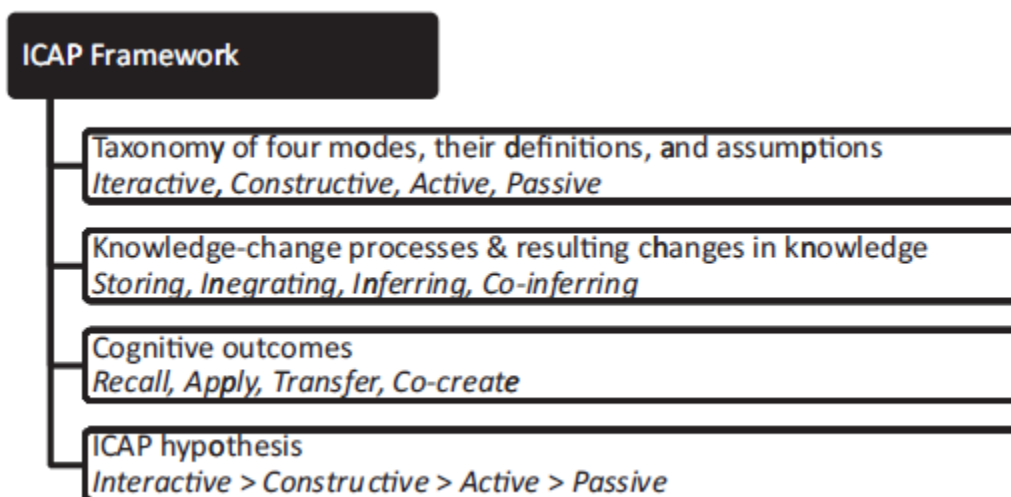 ICAP Framework
Taxonomy of four modes, their definitions, and assumptions
Iteractive, Constructive, Active, Passive
Knowledge-change processes & resulting changes in knowledge
Storing, Inegrating, Inferring, Co-inferring
Cognitive outcomes
Recall, Apply, Transfer, Co-create
ICAP hypothesis
Interactive > Constructive > Active > Passive